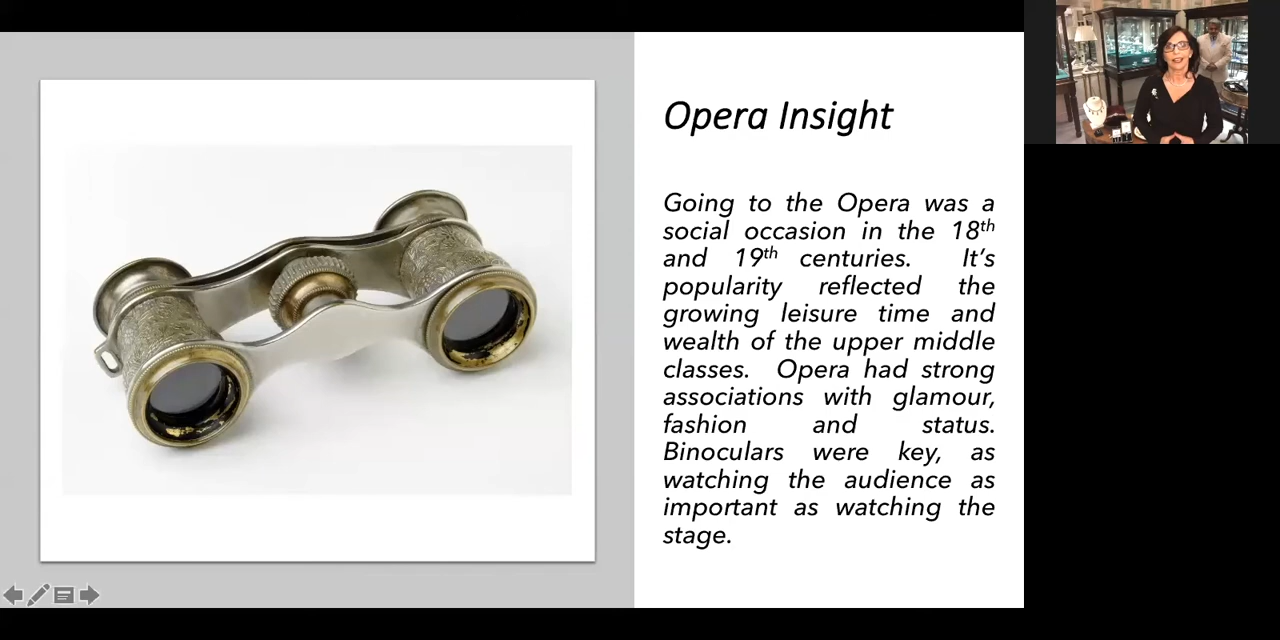 Opera Insight
Going to the Opera was a
social occasion in the 18th
and 19th centuries. It's
popularity reflected the
growing leisure time and
wealth of the upper middle
classes. Opera had strong
associations with glamour,
fashion and status.
Binoculars were key, as
watching the audience as
important as watching the
stage.